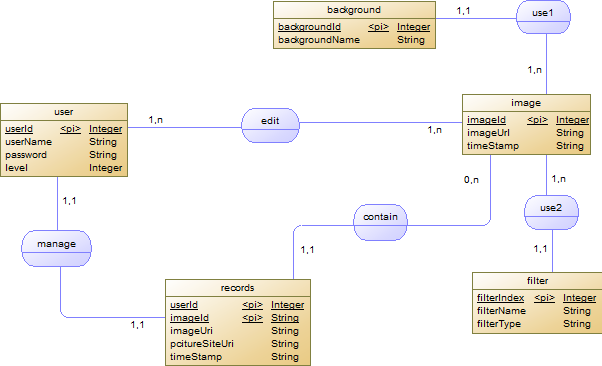 background
backgroundId <pi> Integer
backgroundName String
1,1
use1
1,n
user
userId <pi> Integer
userName String
password String
level Integer
1,n
edit
1,n
image
imageId <pi> Integer
imageUrl String
timeStamp String
1,1
manage
1,1
0,n
contain
1,1
1,n
use2
1,1
records
userId <pi> Integer
imageId <pi> String
imageUri String
pcitureSiteUri String
timeStamp String
filter
filterIndex <pi> Integer
filterName String
filterType String